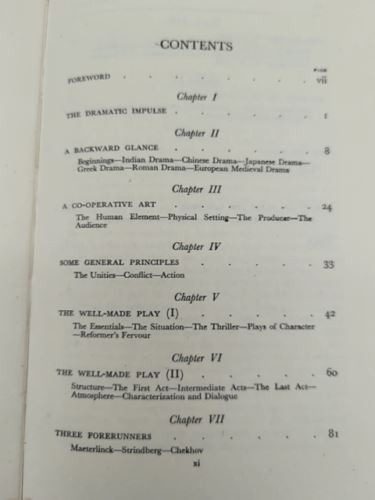 CONTENTS
PAGE
FOREWORD . . . . . . . vii
Chapter I
THE DRAMATIC IMPULSE . . . . . 1
Chapter II
A BACKWARD GLANCE . . . . . 8
Beginnings—Indian Drama—Chinese Drama—Japanese Drama—
Greek Drama—Roman Drama—European Medieval Drama
Chapter III
A CO-OPERATIVE ART . . . . . 24
The Human Element—Physical Setting—The Producer—The
Audience
Chapter IV
SOME GENERAL PRINCIPLES . . . . . 33
The Unities—Conflict—Action
Chapter V
THE WELL-MADE PLAY (I) . . . . . 42
The Essentials—The Situation—The Thriller—Plays of Character
—Reformer's Fervour
Chapter VI
THE WELL-MADE PLAY (II) . . . . . 60
Structure—The First Act—Intermediate Acts—The Last Act—
Atmosphere—Characterization and Dialogue
Chapter VII
THREE FORERUNNERS . . . . . . 81
Maeterlinck—Strindberg—Chekhov
xi